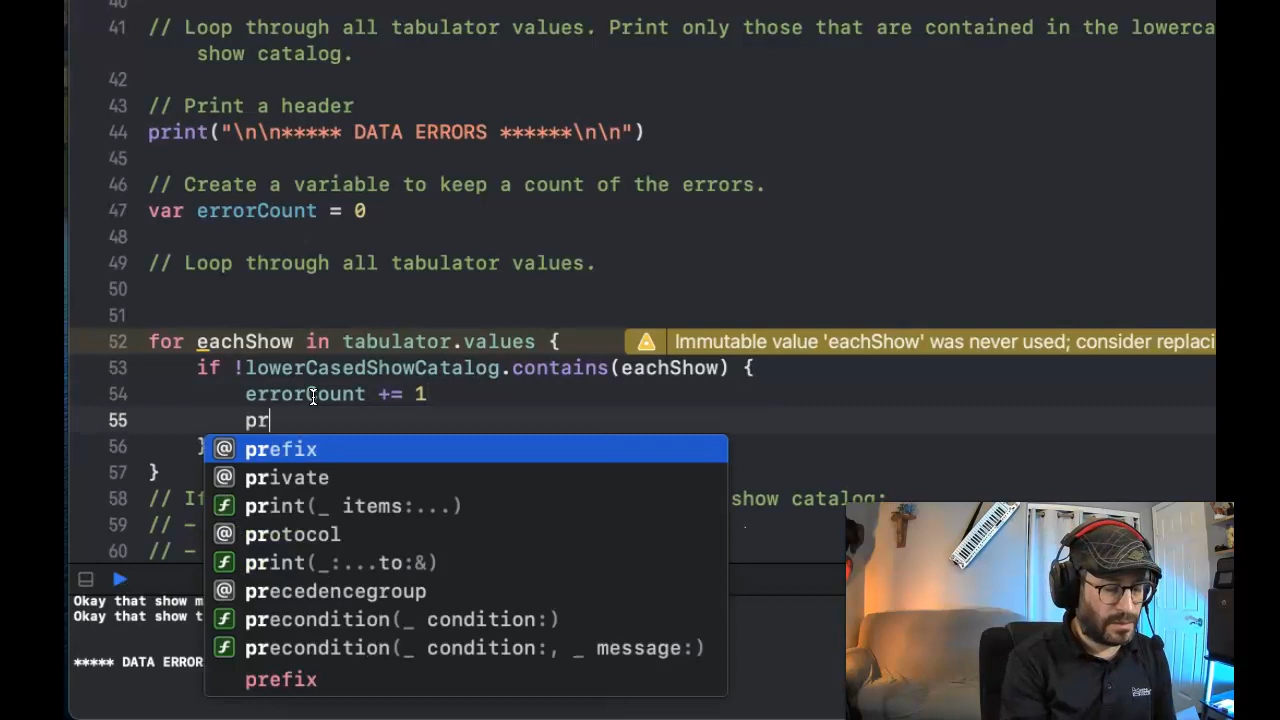 40
41 // Loop through all tabulator values. Print only those that are contained in the lowerca
show catalog.
42
43 // Print a header
44 print("\n\n***** DATA ERRORS ******\n\n")
45
46 // Create a variable to keep a count of the errors.
47 var errorCount = 0
48
49 // Loop through all tabulator values.
50
51
52 for eachShow in tabulator.values { Immutable value 'eachShow' was never used; consider replaci
53 if !lowerCasedShowCatalog.contains(eachShow) {
54 errorCount += 1
55 pr
56 }
@ prefix
57 }
@ private
58 // If show catalog:
f print(_ items:...)
59 // -
@ protocol
60 // -
f print(_:...to:&)
@ precedencegroup
f precondition(_ condition:)
f precondition(_ condition:, _ message:)
prefix
Okay that show m
Okay that show t
***** DATA ERROR